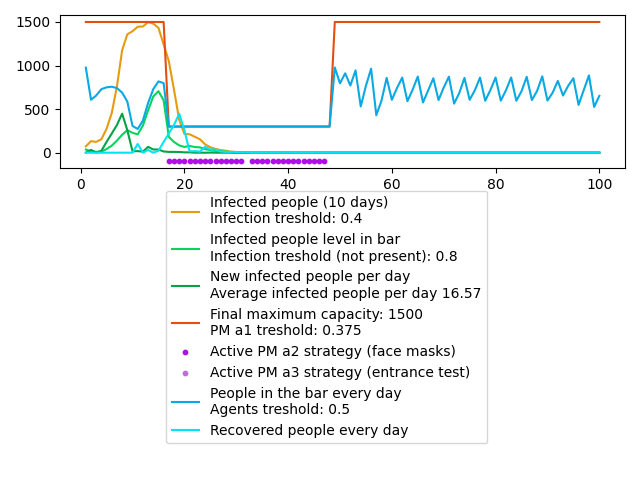 1500
1000
500
0
0 20 40 60 80 100
Infected people (10 days)
Infection treshold: 0.4
Infected people level in bar
Infection treshold (not present): 0.8
New infected people per day
Average infected people per day 16.57
Final maximum capacity: 1500
PM a1 treshold: 0.375
Active PM a2 strategy (face masks)
Active PM a3 strategy (entrance test)
People in the bar every day
Agents treshold: 0.5
Recovered people every day